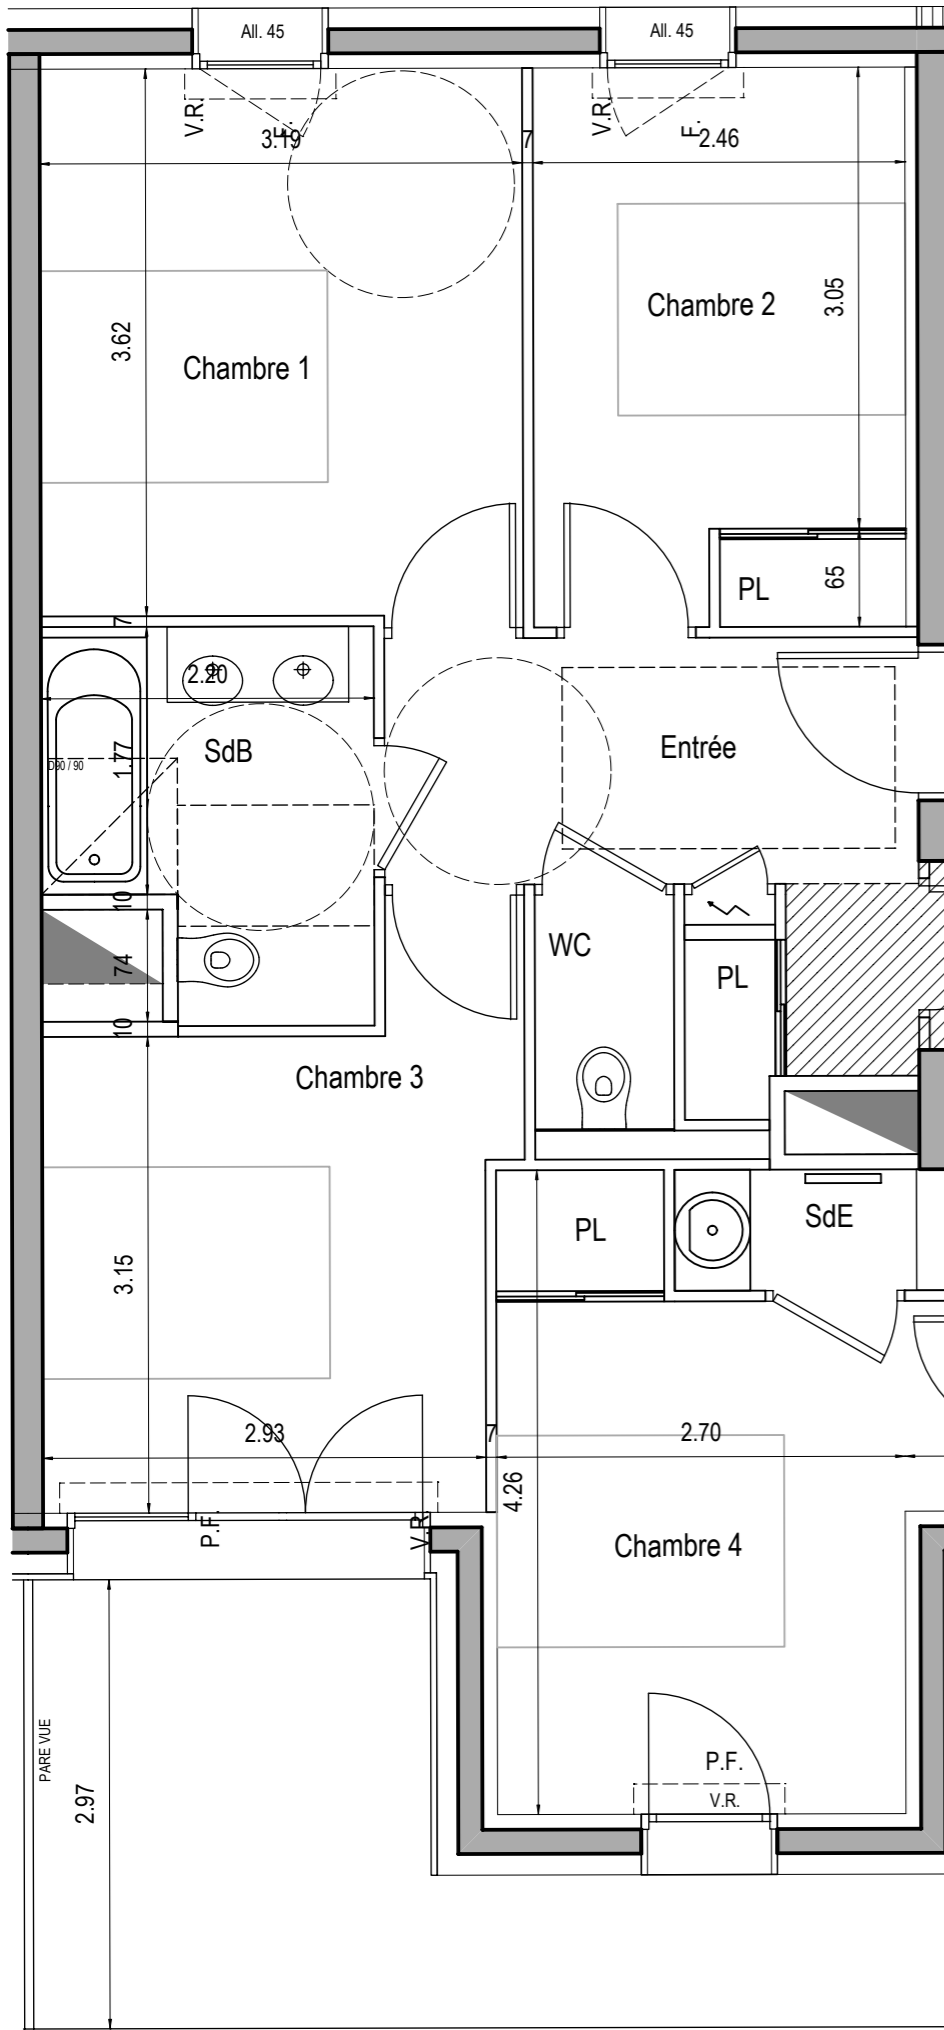 All. 45
All. 45
V.R.
F.
V.R.
F.
3.19
7
2.46
3.62
Chambre 1
Chambre 2
3.05
PL
65
7
2.20
SdB
1.77
D90 / 90
Entrée
10
74
10
WC
PL
Chambre 3
PL
SdE
3.15
2.93
7
2.70
4.26
P.F.
V.R.
Chambre 4
P.F.
V.R.
PARE VUE
2.97